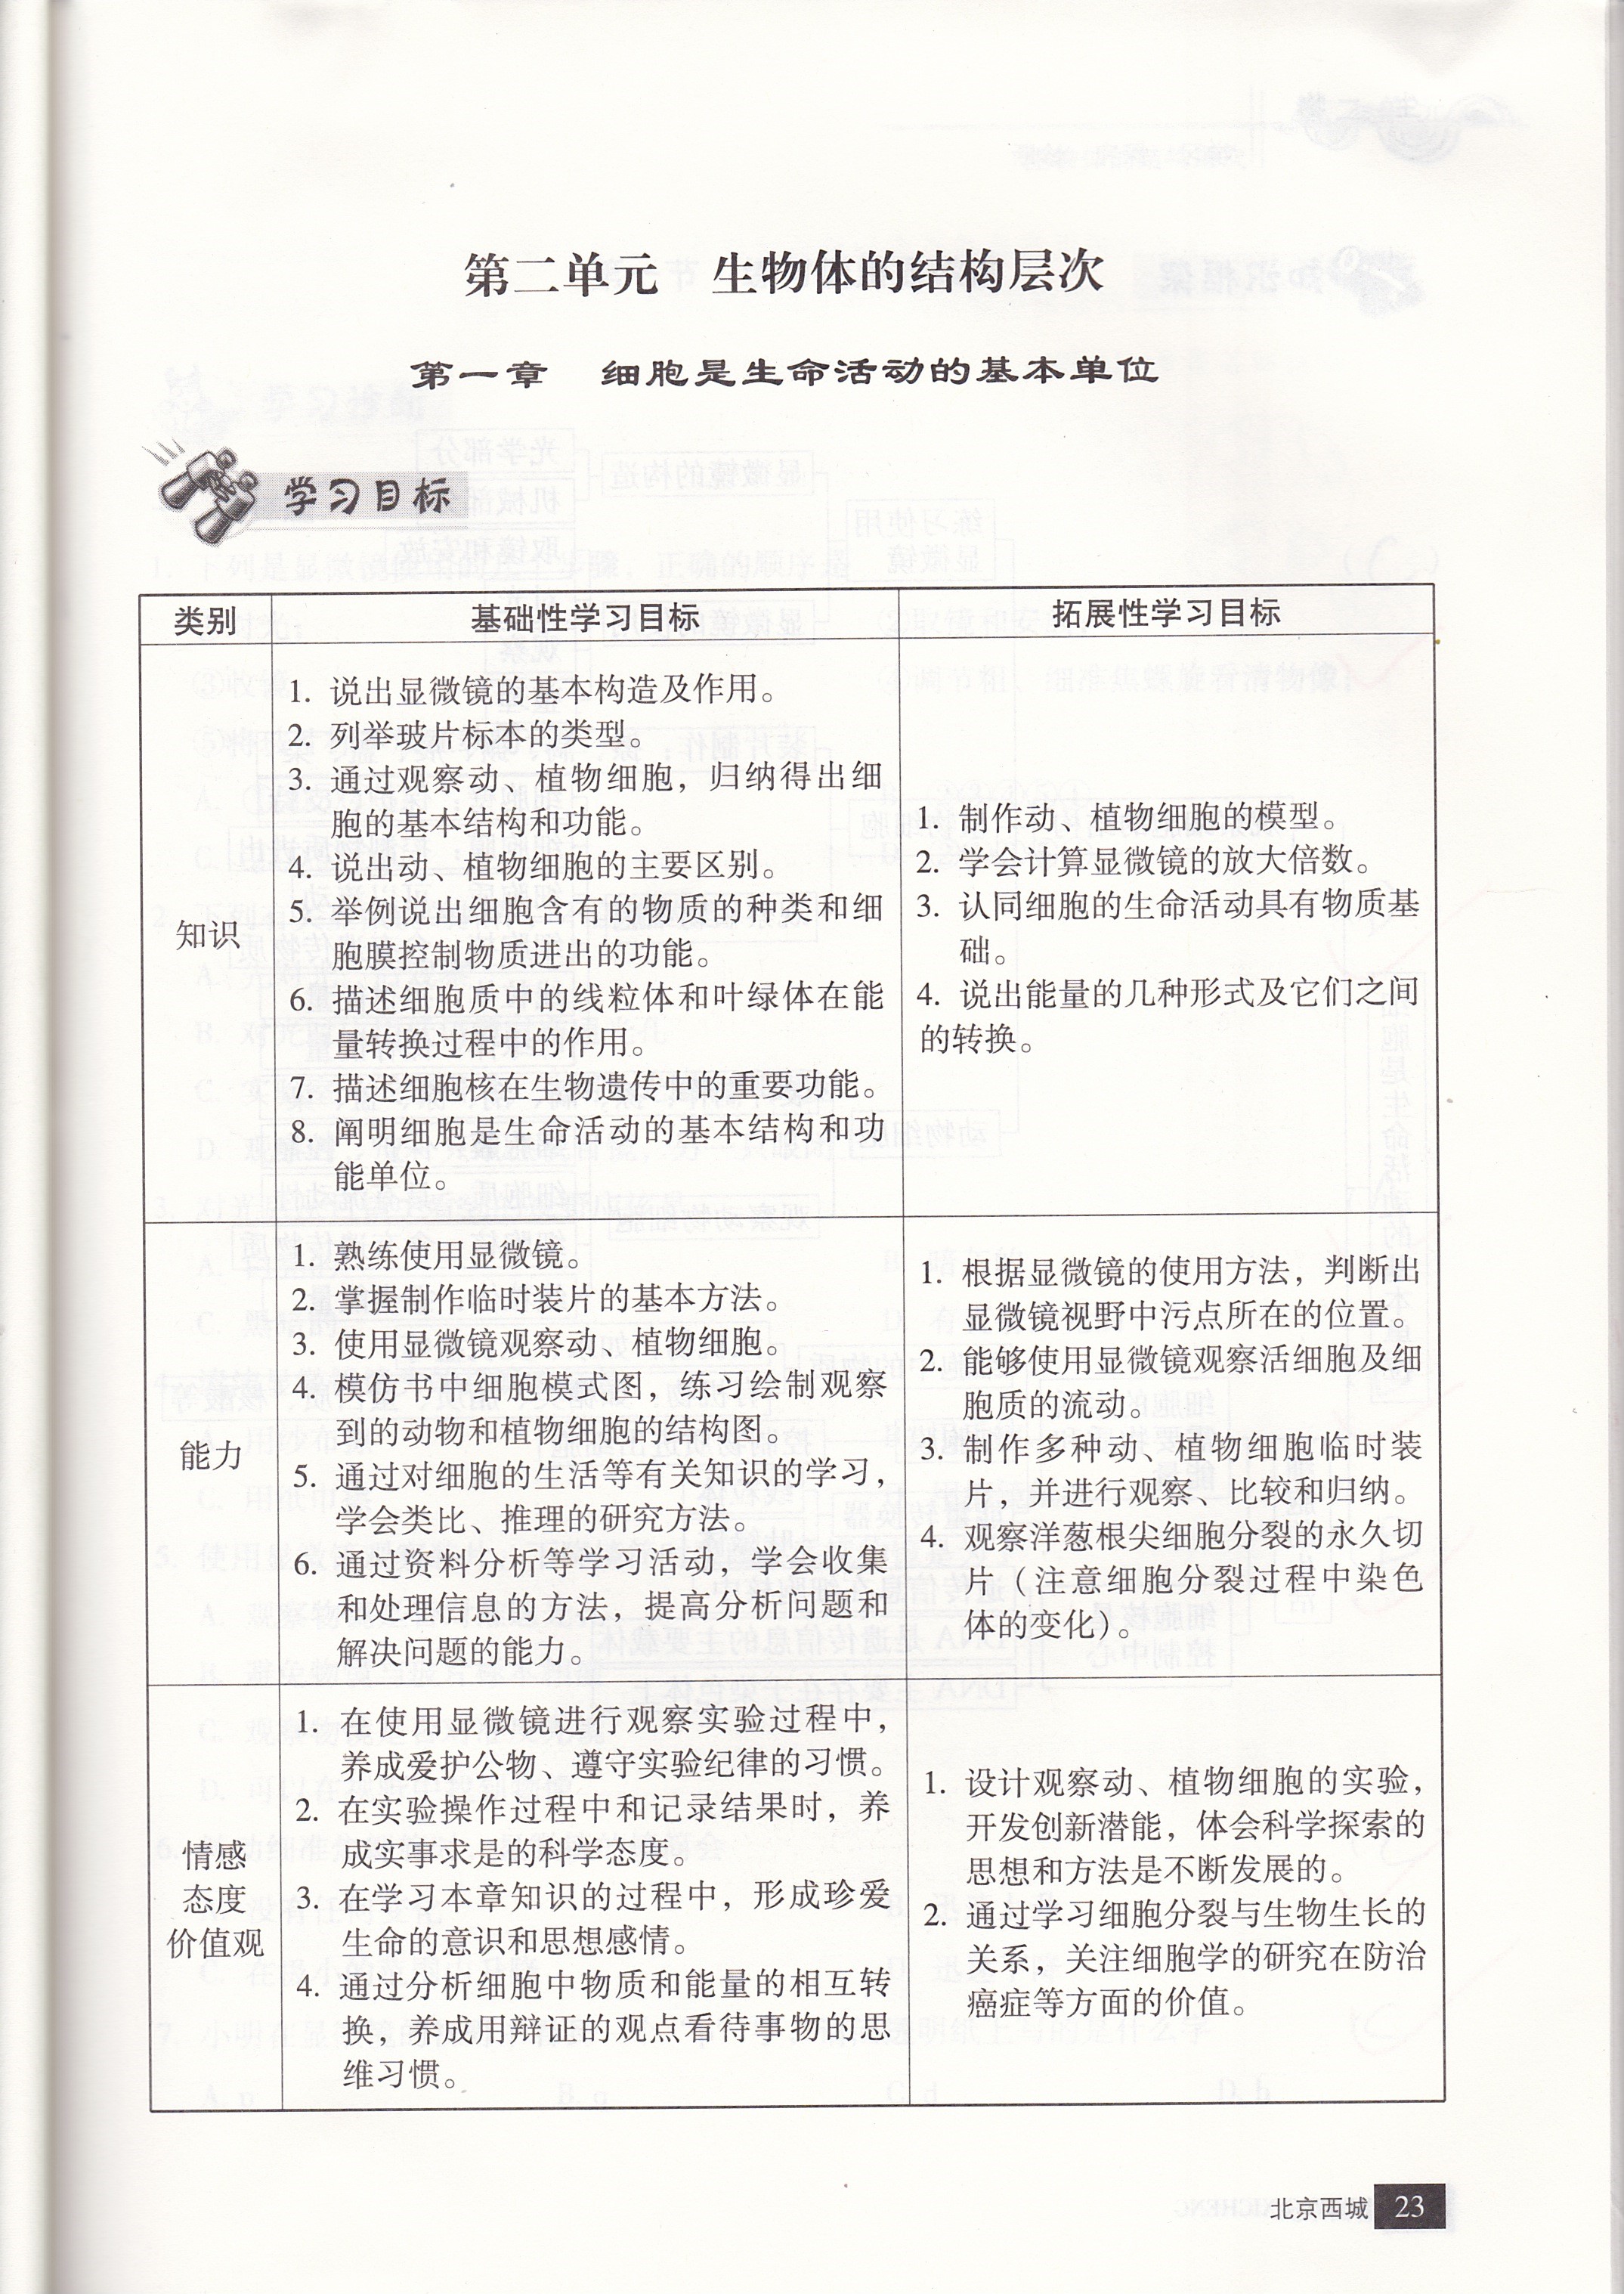 第二单元 生物体的结构层次
第一章 细胞是生命活动的基本单位
学习目标
类别 基础性学习目标 拓展性学习目标
知识
1. 说出显微镜的基本构造及作用。
2. 列举玻片标本的类型。
3. 通过观察动、植物细胞，归纳得出细
胞的基本结构和功能。
4. 说出动、植物细胞的主要区别。
5. 举例说出细胞含有的物质的种类和细
胞膜控制物质进出的功能。
6. 描述细胞质中的线粒体和叶绿体在能
量转换过程中的作用。
7. 描述细胞核在生物遗传中的重要功能。
8. 阐明细胞是生命活动的基本结构和功
能单位。
1. 制作动、植物细胞的模型。
2. 学会计算显微镜的放大倍数。
3. 认同细胞的生命活动具有物质基
础。
4. 说出能量的几种形式及它们之间
的转换。
能力
1. 熟练使用显微镜。
2. 掌握制作临时装片的基本方法。
3. 使用显微镜观察动、植物细胞。
4. 模仿书中细胞模式图，练习绘制观察
到的动物和植物细胞的结构图。
5. 通过对细胞的生活等有关知识的学习，
学会类比、推理的研究方法。
6. 通过资料分析等学习活动，学会收集
和处理信息的方法，提高分析问题和
解决问题的能力。
1. 根据显微镜的使用方法，判断出
显微镜视野中污点所在的位置。
2. 能够使用显微镜观察活细胞及细
胞质的流动。
3. 制作多种动、植物细胞临时装
片，并进行观察、比较和归纳。
4. 观察洋葱根尖细胞分裂的永久切
片（注意细胞分裂过程中染色
体的变化）。
情感
态度
价值观
1. 在使用显微镜进行观察实验过程中，
养成爱护公物、遵守实验纪律的习惯。
2. 在实验操作过程中和记录结果时，养
成实事求是的科学态度。
3. 在学习本章知识的过程中，形成珍爱
生命的意识和思想感情。
4. 通过分析细胞中物质和能量的相互转
换，养成用辩证的观点看待事物的思
维习惯。
1. 设计观察动、植物细胞的实验，
开发创新潜能，体会科学探索的
思想和方法是不断发展的。
2. 通过学习细胞分裂与生物生长的
关系，关注细胞学的研究在防治
癌症等方面的价值。
北京西城 23